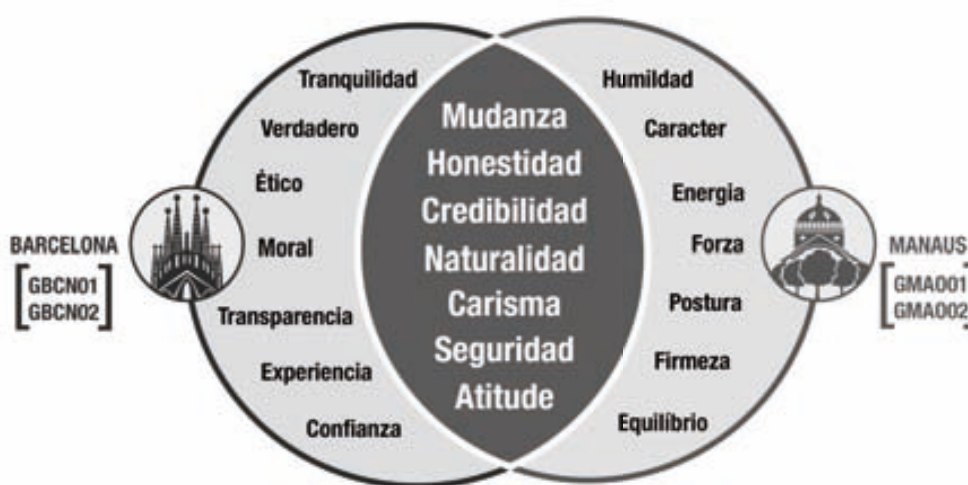 Tranquilidad
Verdadero
Ético
Moral
Transparencia
Experiencia
Confianza
Mudanza
Honestidad
Credibilidad
Naturalidad
Carisma
Seguridad
Atitude
Humildad
Caracter
Energia
Forza
Postura
Firmeza
Equilíbrio
BARCELONA
GBCN01
GBCN02
MANAUS
GMAO01
GMAO02